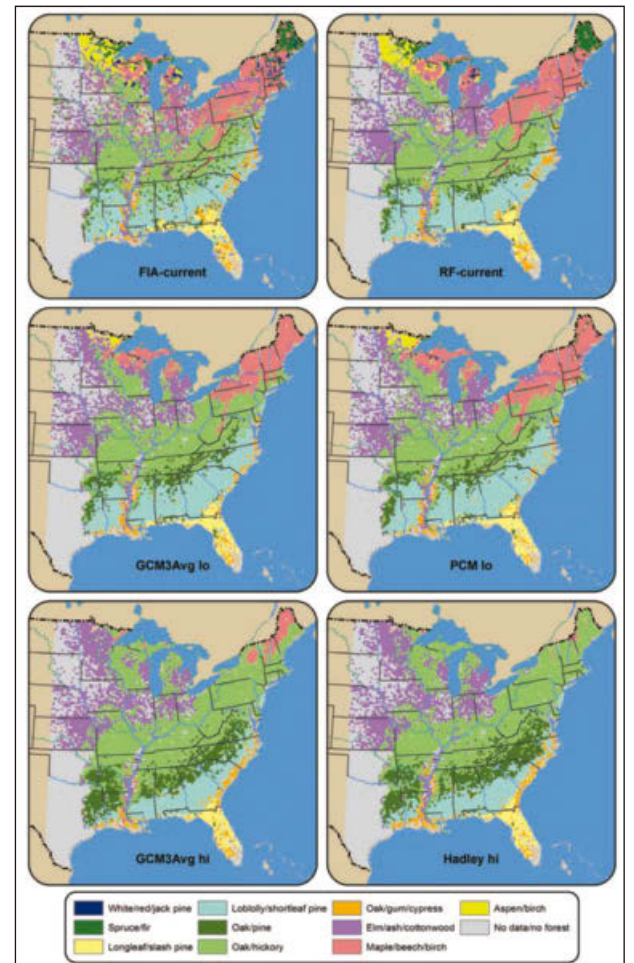 FIA-current
RF-current
GCM3Avg lo
PCM lo
GCM3Avg hi
Hadley hi
White/red/jack pine
Loblolly/shortleaf pine
Oak/gum/cypress
Aspen/birch
Spruce/fir
Oak/pine
Elm/ash/cottonwood
No data/no forest
Longleaf/slash pine
Oak/hickory
Maple/beech/birch